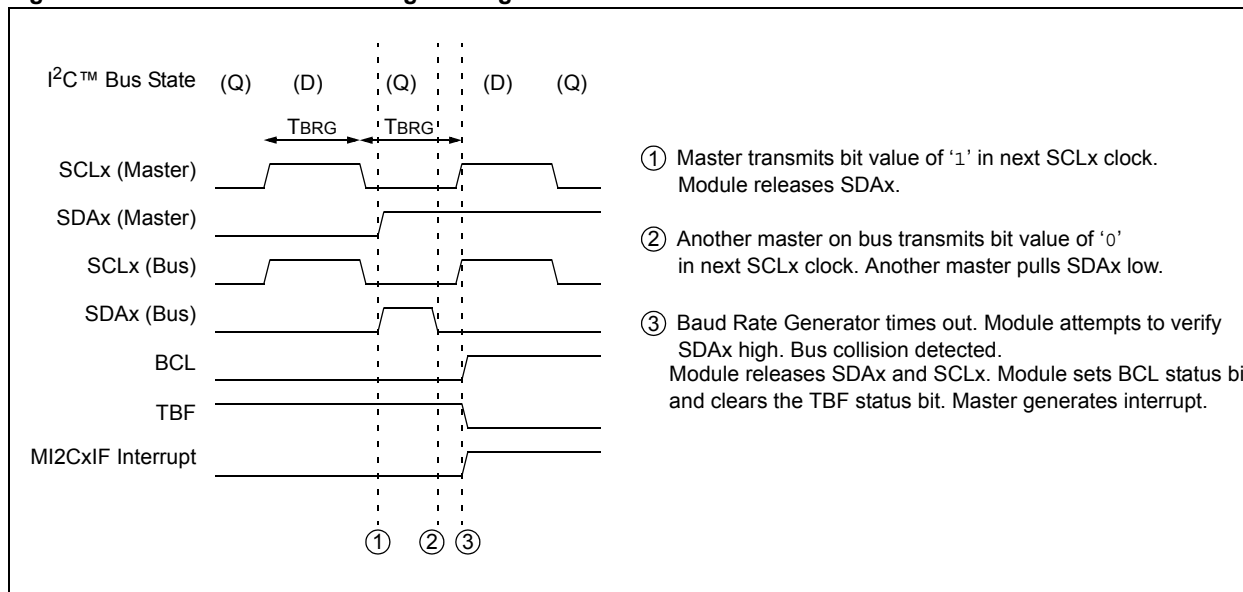 I2C™ Bus State (Q) (D) (Q) (D) (Q)
TBRG TBRG
SCLx (Master)
SDAx (Master)
SCLx (Bus)
SDAx (Bus)
BCL
TBF
MI2CxIF Interrupt
1 2 3
1 Master transmits bit value of ‘1’ in next SCLx clock.
Module releases SDAx.
2 Another master on bus transmits bit value of ‘0’
in next SCLx clock. Another master pulls SDAx low.
3 Baud Rate Generator times out. Module attempts to verify
SDAx high. Bus collision detected.
Module releases SDAx and SCLx. Module sets BCL status bi
and clears the TBF status bit. Master generates interrupt.